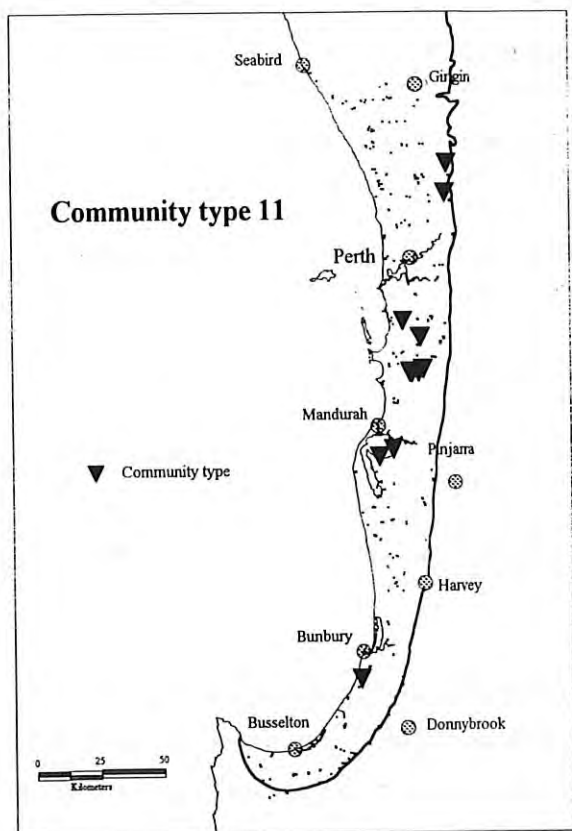 Seabird
Gingin
Community type 11
Perth
Mandurah
Pinjarra
Community type
Harvey
Bunbury
Busselton
Donnybrook
0 25 50
Kilometers